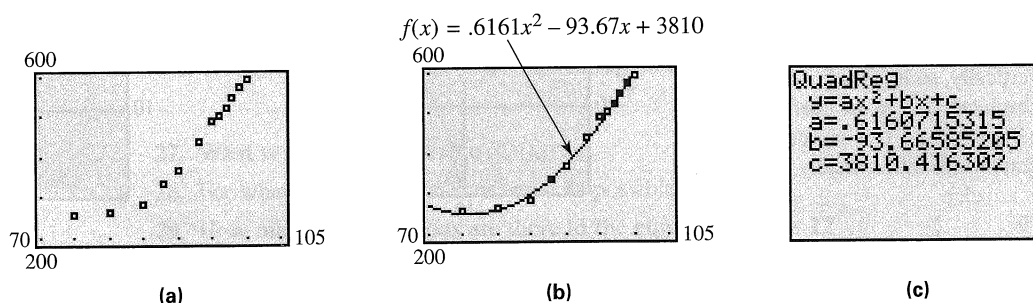 f(x) = .6161x² – 93.67x + 3810
600
70
105
200
(a)
600
70
105
200
(b)
QuadReg
y=ax²+bx+c
a=.6160715315
b=-93.66585205
c=3810.416302
(c)